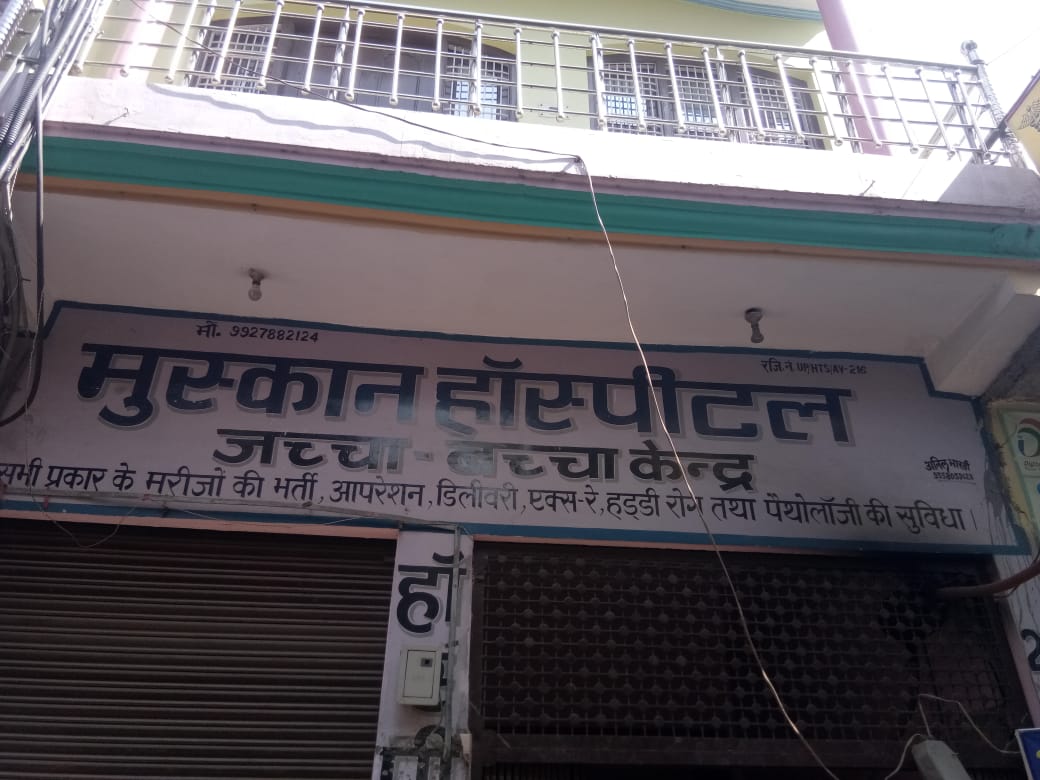 मो. 9927882124
रजि.नं. UP/HTS/AY-216
मुस्कान हॉस्पीटल
जच्चा-बच्चा केन्द्र
सभी प्रकार के मरीजों की भर्ती, आपरेशन, डिलीवरी, एक्स-रे, हड्डी रोग तथा पैथोलॉजी की सुविधा।
हॉ